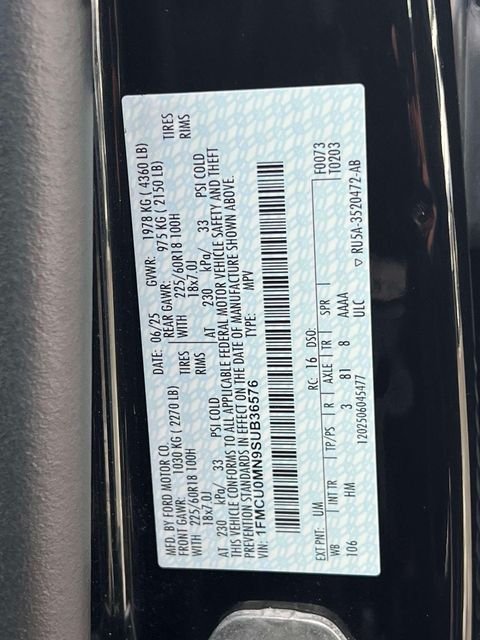 MFD. BY FORD MOTOR CO. DATE: 06/25 GVWR: 1978 KG ( 4360 LB)
FRONT GAWR: 1030 KG ( 2270 LB) REAR GAWR: 975 KG ( 2150 LB)
WITH 225/60R18 100H TIRES WITH 225/60R18 100H TIRES
18x7.0J RIMS 18x7.0J RIMS
AT 230 kPa/ 33 PSI COLD AT 230 kPa/ 33 PSI COLD
THIS VEHICLE CONFORMS TO ALL APPLICABLE FEDERAL MOTOR VEHICLE SAFETY AND THEFT
PREVENTION STANDARDS IN EFFECT ON THE DATE OF MANUFACTURE SHOWN ABOVE.
VIN: 1FMCU0MN9SUB36576 TYPE: MPV
F0073
T0203
EXT PNT: UM RC: 16 DSO:
WB INT TR TP/PS R AXLE TR SPR
106 HM 3 81 8 AAAA
ULC
1202506045477 ▽ RU5A-3520472-AB